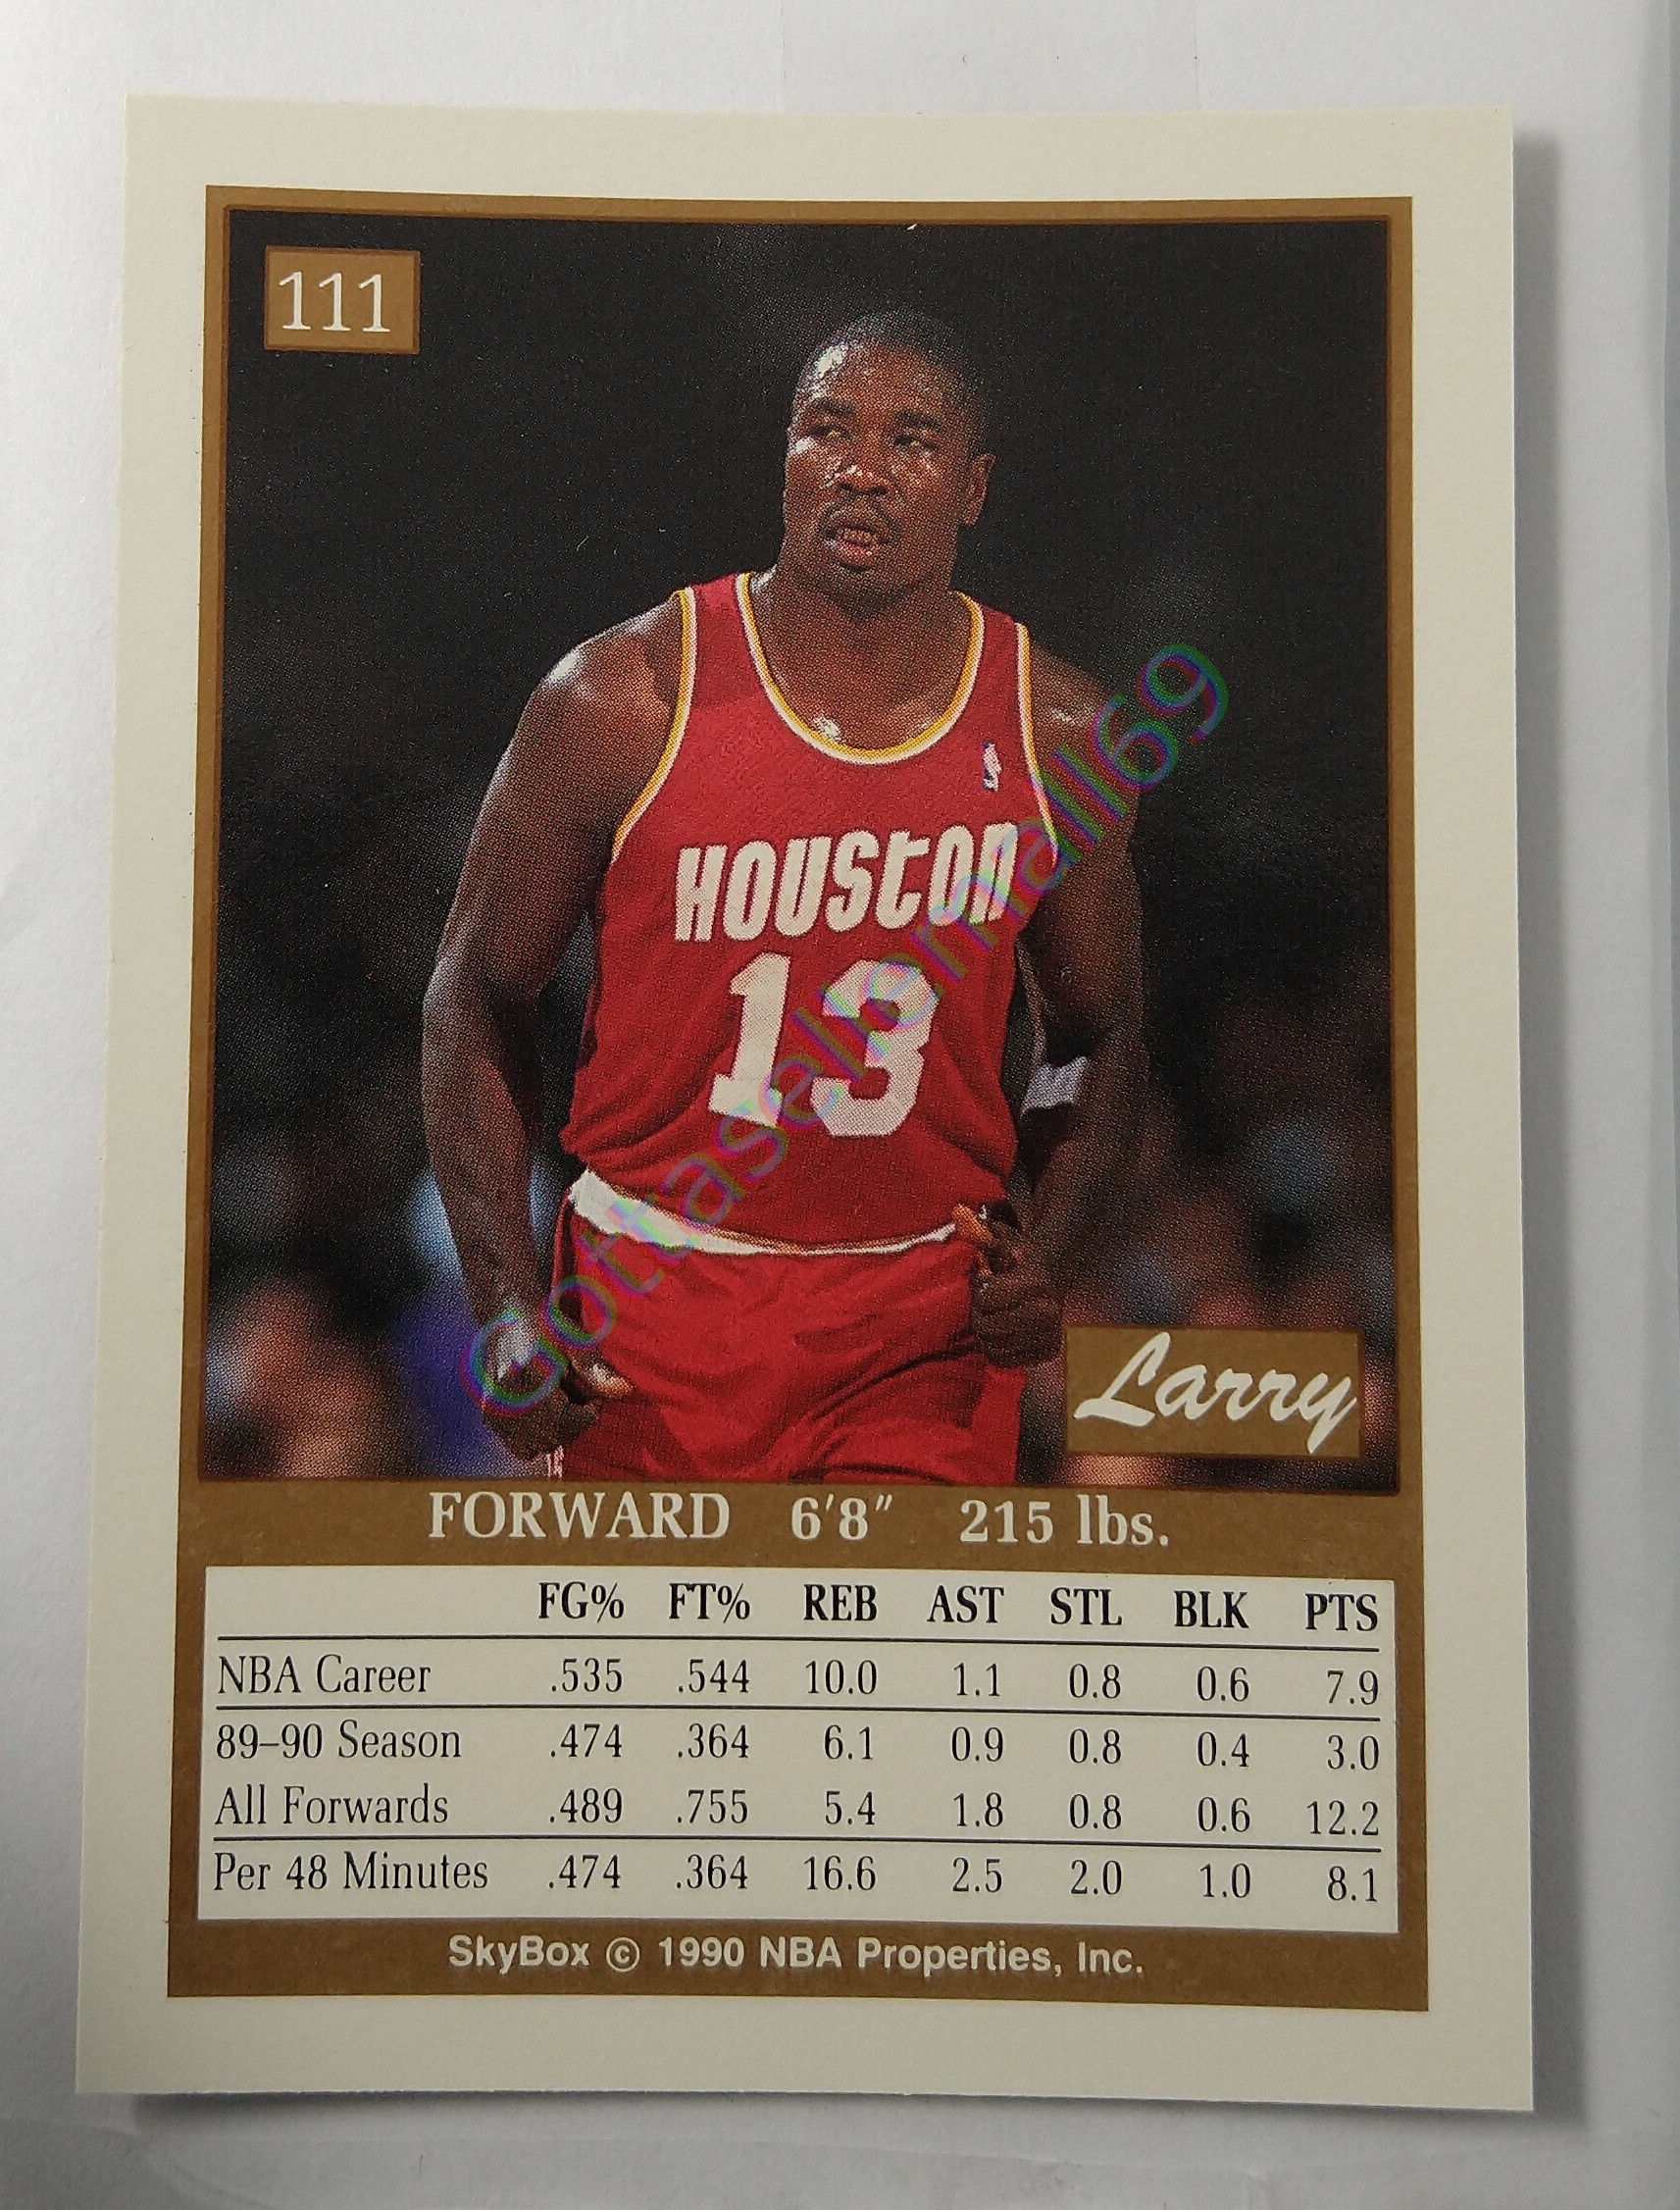 111
HOUSTON
13
Gottasellemall69
Larry
FORWARD 6'8" 215 lbs.
FG% FT% REB AST STL BLK PTS
NBA Career .535 .544 10.0 1.1 0.8 0.6 7.9
89–90 Season .474 .364 6.1 0.9 0.8 0.4 3.0
All Forwards .489 .755 5.4 1.8 0.8 0.6 12.2
Per 48 Minutes .474 .364 16.6 2.5 2.0 1.0 8.1
SkyBox © 1990 NBA Properties, Inc.